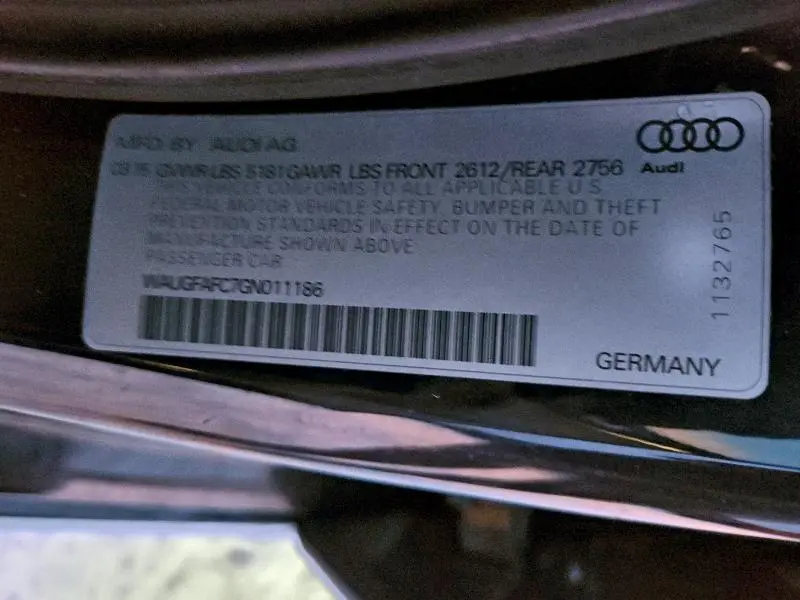 MFD. BY AUDI AG
GVWR LBS 5181 GAWR LBS FRONT 2612/REAR 2756
Audi
THIS VEHICLE CONFORMS TO ALL APPLICABLE U S
FEDERAL MOTOR VEHICLE SAFETY, BUMPER AND THEFT
PREVENTION STANDARDS IN EFFECT ON THE DATE OF
MANUFACTURE SHOWN ABOVE
PASSENGER CAR
WAUGFAFC7GN011186
1132765
GERMANY